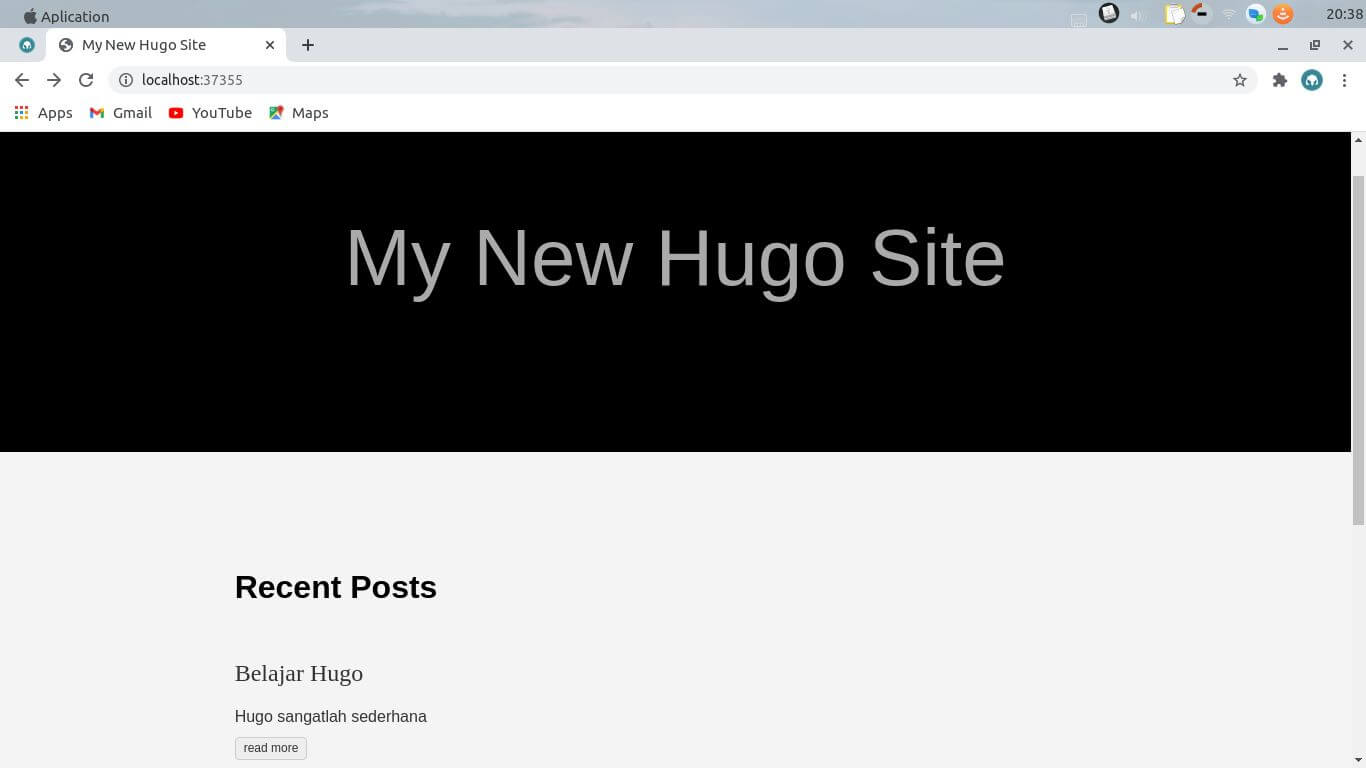 Aplication
20:38
My New Hugo Site
localhost:37355
Apps Gmail YouTube Maps
My New Hugo Site
Recent Posts
Belajar Hugo
Hugo sangatlah sederhana
read more